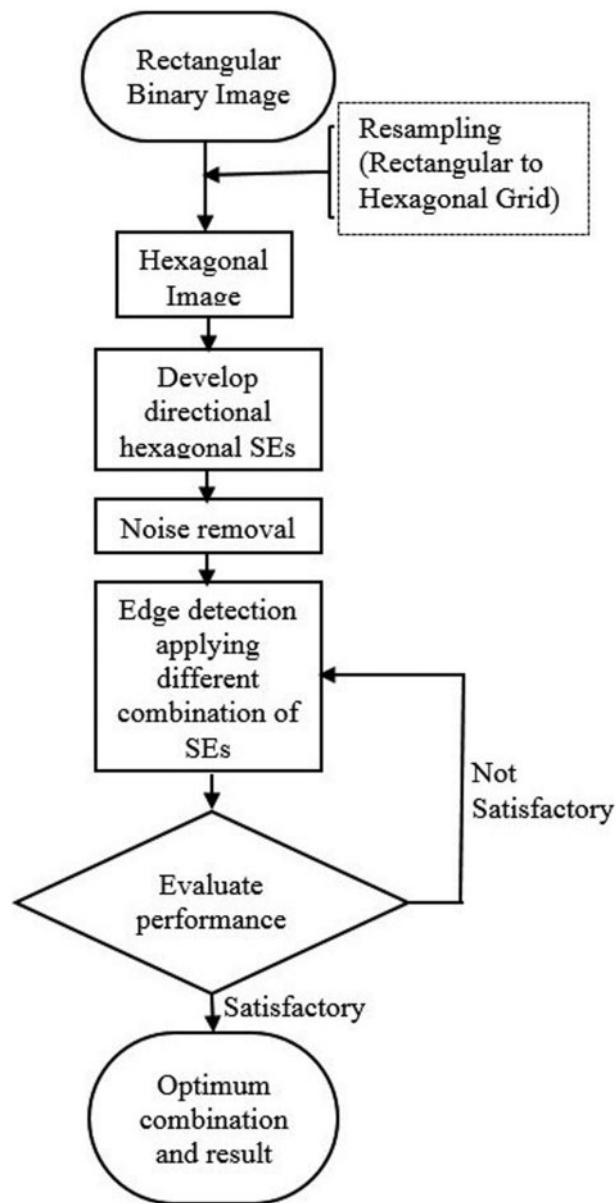 Rectangular
Binary Image
Resampling
(Rectangular to
Hexagonal Grid)
Hexagonal
Image
Develop
directional
hexagonal SEs
Noise removal
Edge detection
applying
different
combination of
SEs
Not
Satisfactory
Evaluate
performance
Satisfactory
Optimum
combination
and result